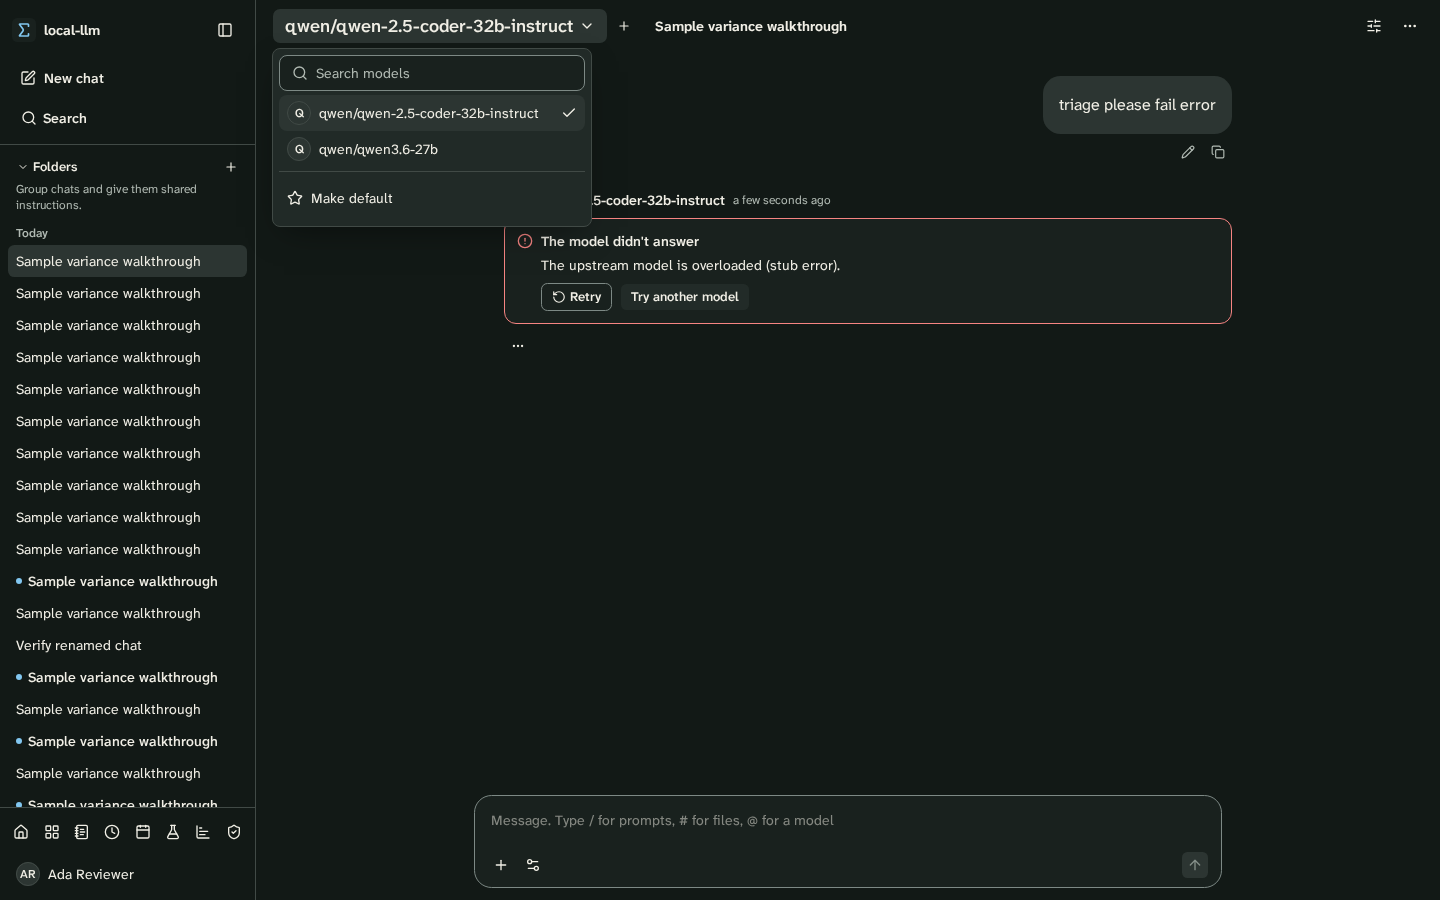 local-llm
New chat
Search
Folders
Group chats and give them shared
instructions.
Today
Sample variance walkthrough
Sample variance walkthrough
Sample variance walkthrough
Sample variance walkthrough
Sample variance walkthrough
Sample variance walkthrough
Sample variance walkthrough
Sample variance walkthrough
Sample variance walkthrough
Sample variance walkthrough
Sample variance walkthrough
Sample variance walkthrough
Verify renamed chat
Sample variance walkthrough
Sample variance walkthrough
Sample variance walkthrough
Sample variance walkthrough
Sample variance walkthrough
AR Ada Reviewer
qwen/qwen-2.5-coder-32b-instruct
Sample variance walkthrough
Search models
Q qwen/qwen-2.5-coder-32b-instruct
Q qwen/qwen3.6-27b
Make default
triage please fail error
.5-coder-32b-instruct a few seconds ago
The model didn't answer
The upstream model is overloaded (stub error).
Retry
Try another model
Message. Type / for prompts, # for files, @ for a model